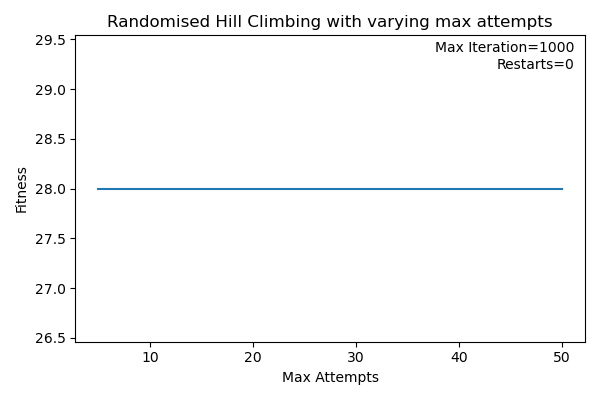 Randomised Hill Climbing with varying max attempts
Max Iteration=1000
Restarts=0
29.5
29.0
28.5
28.0
27.5
27.0
26.5
Fitness
10 20 30 40 50
Max Attempts